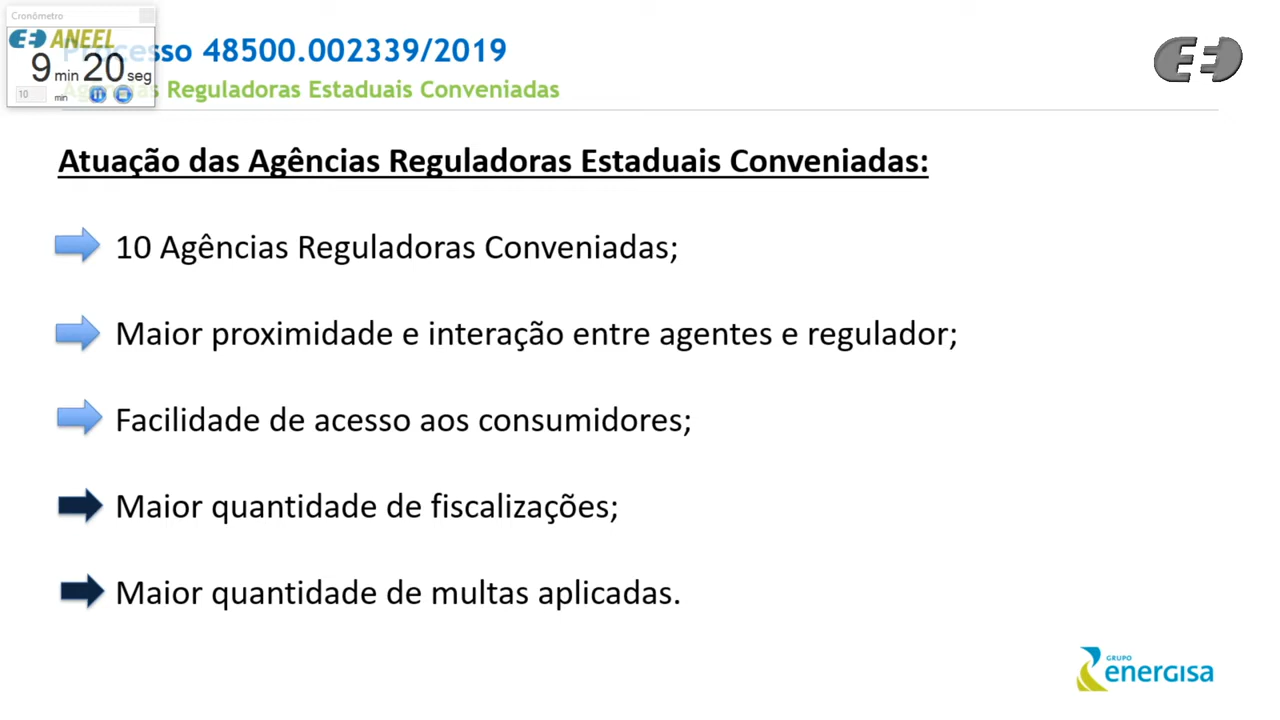 Cronômetro
ANEEL
9 min 20 seg
10 min
Processo 48500.002339/2019
Agências Reguladoras Estaduais Conveniadas
Atuação das Agências Reguladoras Estaduais Conveniadas:
10 Agências Reguladoras Conveniadas;
Maior proximidade e interação entre agentes e regulador;
Facilidade de acesso aos consumidores;
Maior quantidade de fiscalizações;
Maior quantidade de multas aplicadas.
GRUPO
energisa